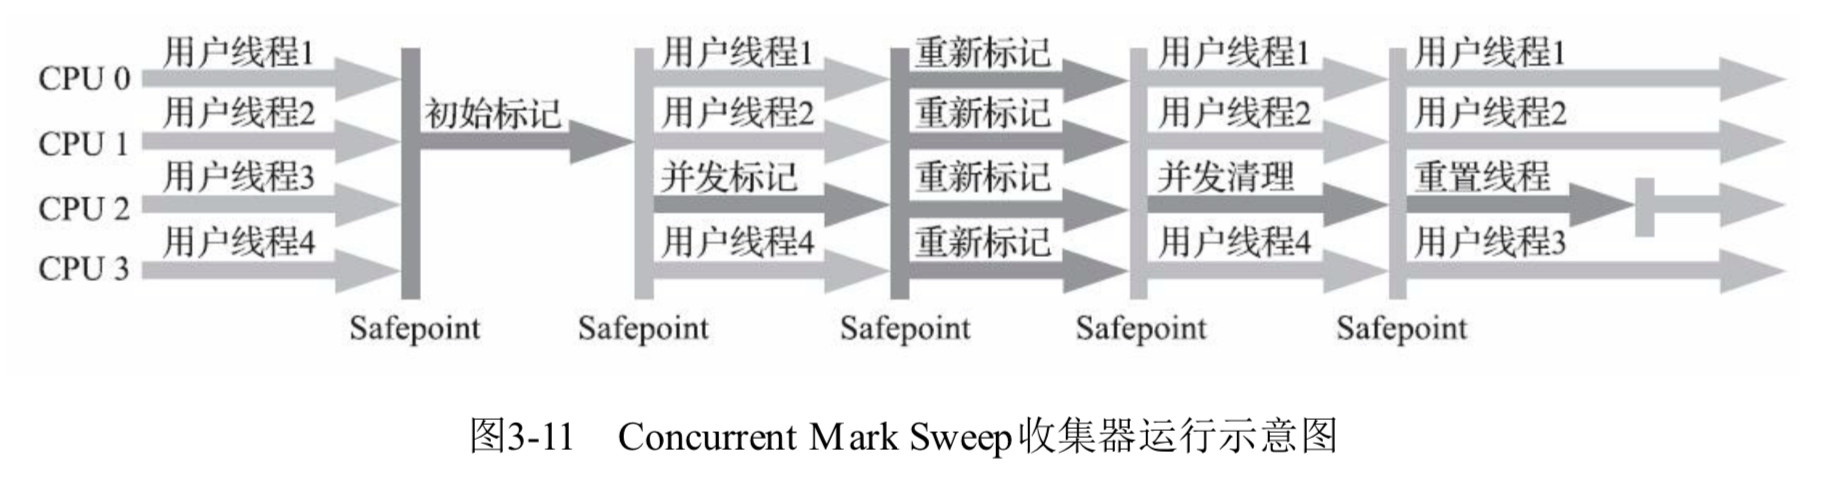 CPU 0 用户线程1 用户线程1 重新标记 用户线程1 用户线程1
CPU 1 用户线程2 初始标记 用户线程2 重新标记 用户线程2 用户线程2
CPU 2 用户线程3 并发标记 重新标记 并发清理 重置线程
CPU 3 用户线程4 用户线程4 重新标记 用户线程4 用户线程3
Safepoint Safepoint Safepoint Safepoint Safepoint
图3-11 Concurrent Mark Sweep收集器运行示意图